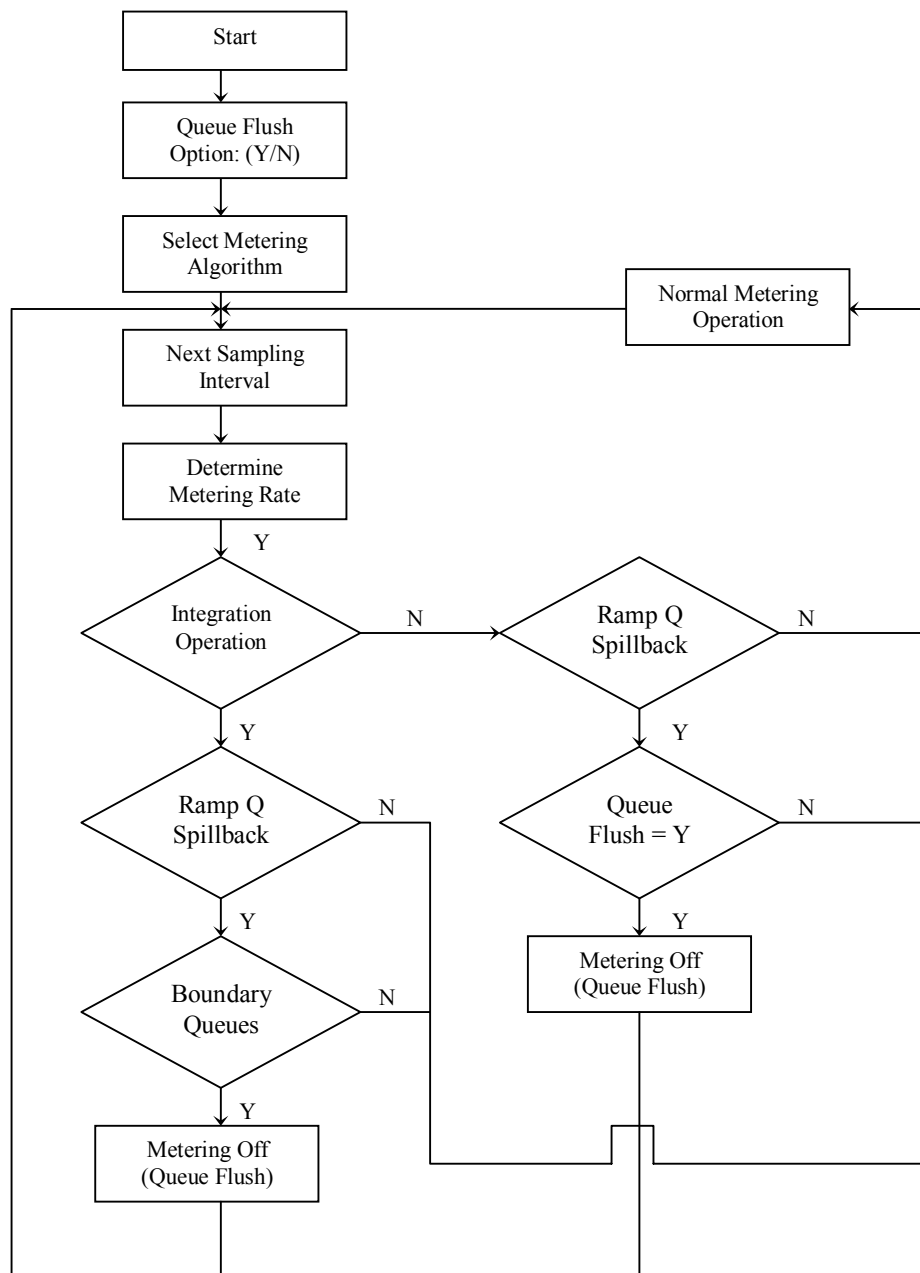 Start
Queue Flush
Option: (Y/N)
Select Metering
Algorithm
Normal Metering
Operation
Next Sampling
Interval
Determine
Metering Rate
Y
Integration
Operation
N
Ramp Q
Spillback
N
Y
Y
Ramp Q
Spillback
N
Queue
Flush = Y
N
Y
Y
Boundary
Queues
N
Metering Off
(Queue Flush)
Y
Metering Off
(Queue Flush)